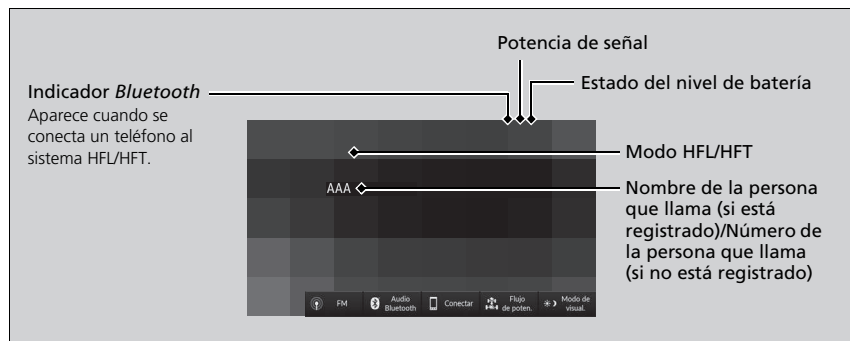 Potencia de señal
Estado del nivel de batería
Indicador Bluetooth
Aparece cuando se
conecta un teléfono al
sistema HFL/HFT.
Modo HFL/HFT
AAA
Nombre de la persona
que llama (si está
registrado)/Número de
la persona que llama
(si no está registrado)
FM
Audio
Bluetooth
Conectar
Flujo
de poten.
Modo de
visual.